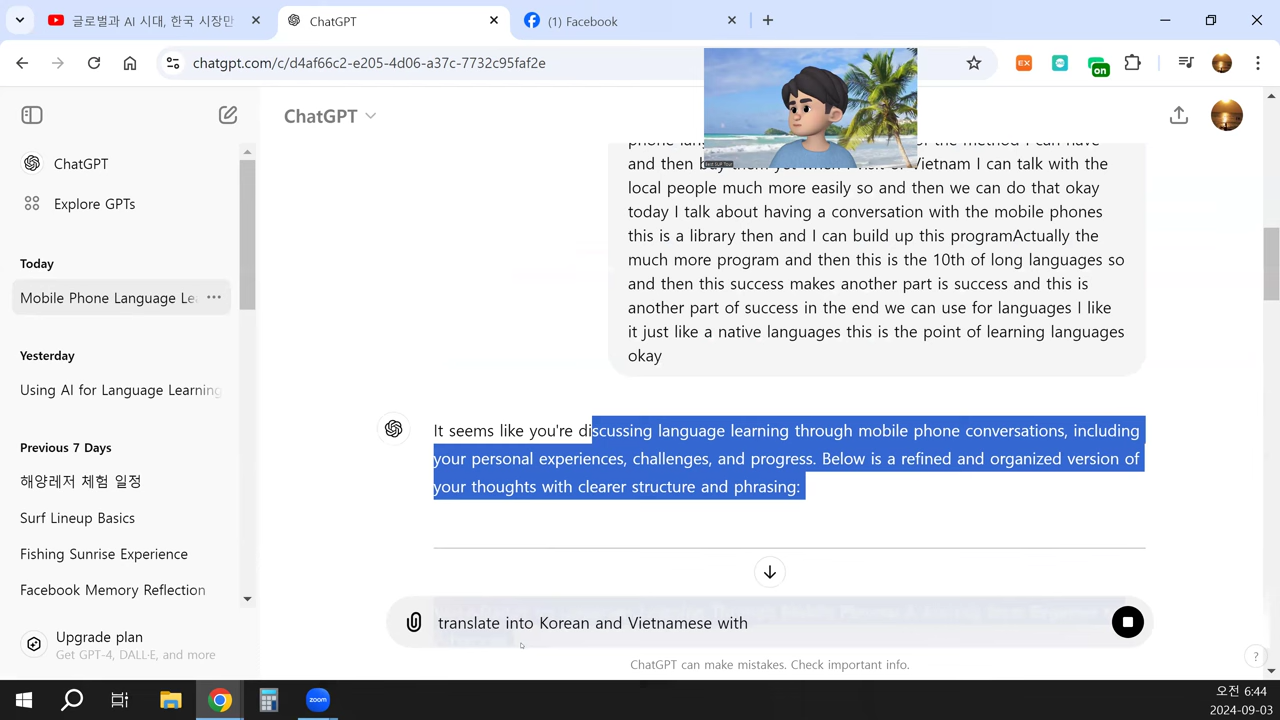 글로벌과 AI 시대, 한국 시장만
ChatGPT
(1) Facebook
chatgpt.com/c/d4af66c2-e205-4d06-a37c-7732c95faf2e
EX
on
ChatGPT
ChatGPT
Explore GPTs
Today
Mobile Phone Language Le
Yesterday
Using AI for Language Learning
Previous 7 Days
해양레저 체험 일정
Surf Lineup Basics
Fishing Sunrise Experience
Facebook Memory Reflection
Upgrade plan
Get GPT-4, DALL·E, and more
and then
Vietnam I can talk with the
local people much more easily so and then we can do that okay
today I talk about having a conversation with the mobile phones
this is a library then and I can build up this programActually the
much more program and then this is the 10th of long languages so
and then this success makes another part is success and this is
another part of success in the end we can use for languages I like
it just like a native languages this is the point of learning languages
okay
It seems like you're discussing language learning through mobile phone conversations, including
your personal experiences, challenges, and progress. Below is a refined and organized version of
your thoughts with clearer structure and phrasing:
translate into Korean and Vietnamese with
ChatGPT can make mistakes. Check important info.
?
zoom
오전 6:44
2024-09-03